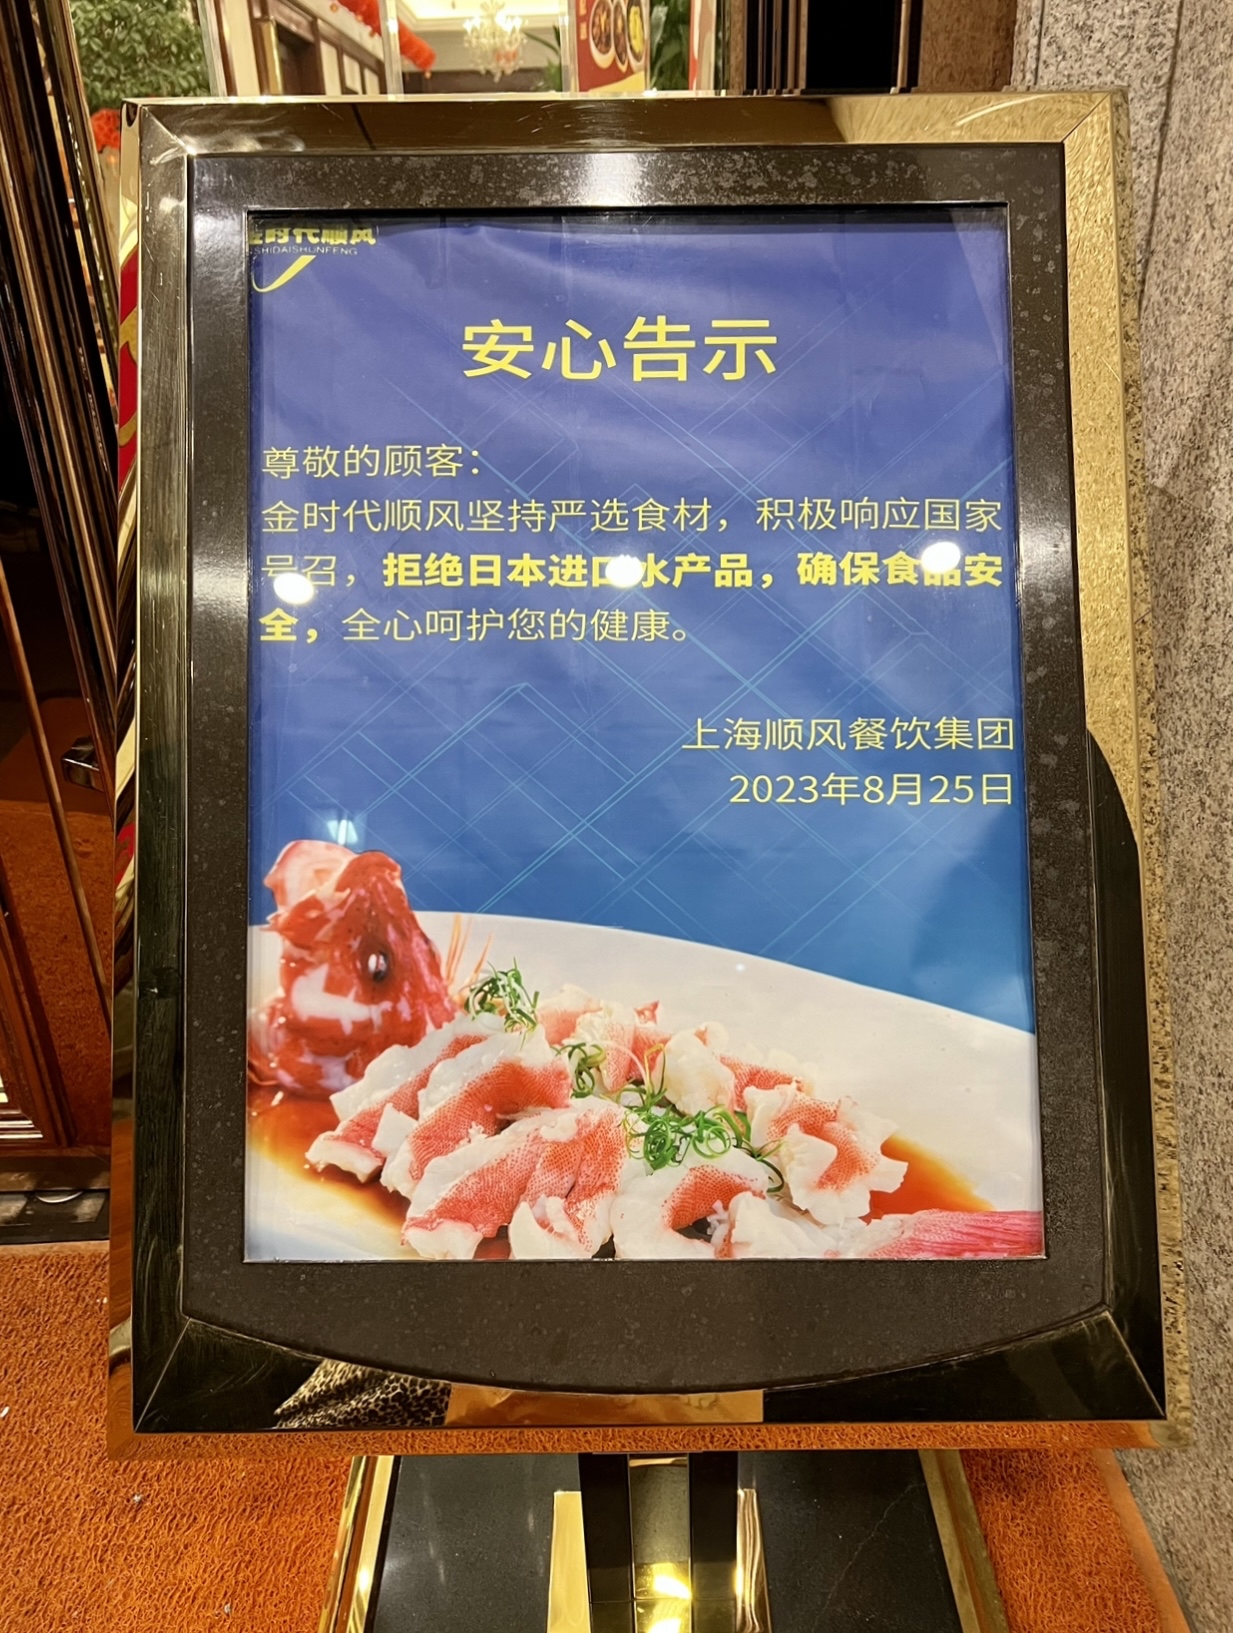 金时代顺风
SHIDAISHUNFENG
安心告示
尊敬的顾客：
金时代顺风坚持严选食材，积极响应国家
号召，拒绝日本进口水产品，确保食品安
全，全心呵护您的健康。
上海顺风餐饮集团
2023年8月25日